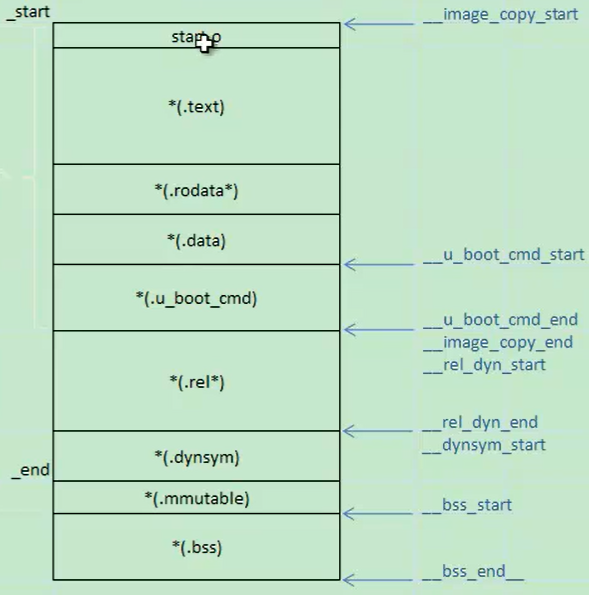 _start
__image_copy_start
*(.text)
*(.rodata*)
*(.data)
__u_boot_cmd_start
*(.u_boot_cmd)
__u_boot_cmd_end
__image_copy_end
__rel_dyn_start
*(.rel*)
__rel_dyn_end
__dynsym_start
*(.dynsym)
_end
*(.mmutable)
__bss_start
*(.bss)
__bss_end__